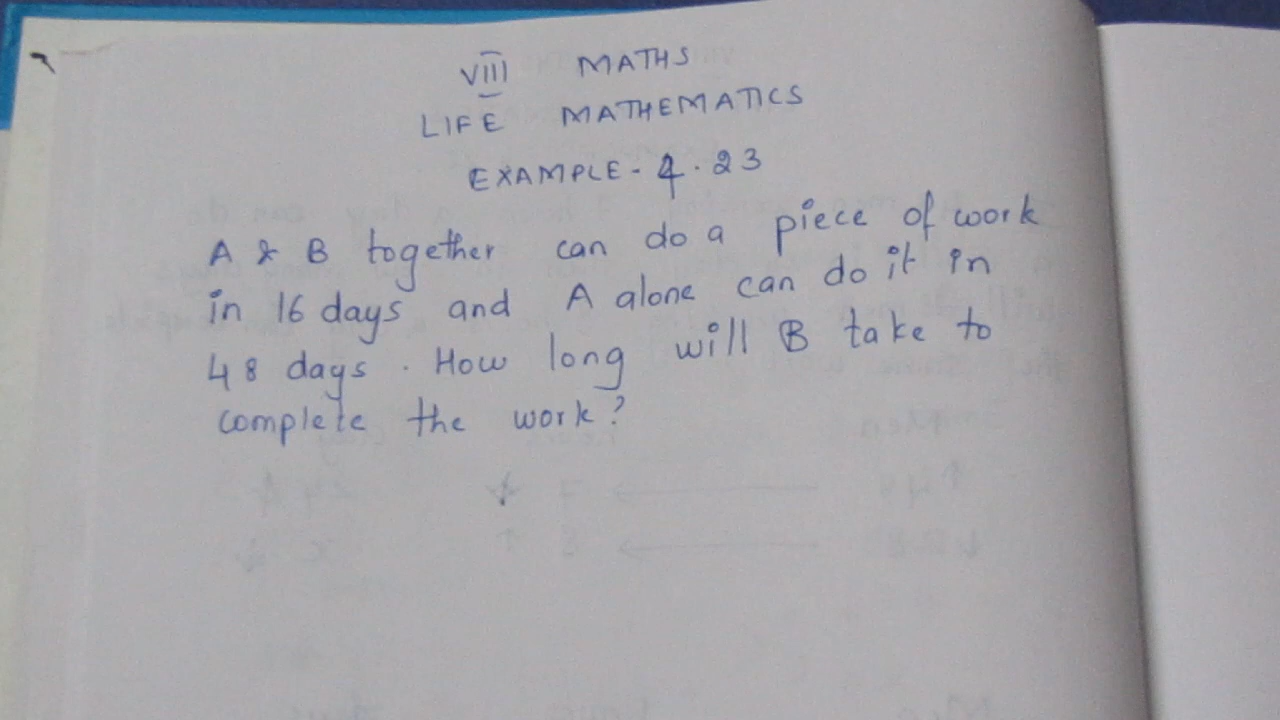 VIII MATHS
LIFE MATHEMATICS
EXAMPLE - 4.23
A & B together can do a piece of work
in 16 days and A alone can do it in
48 days. How long will B take to
complete the work?